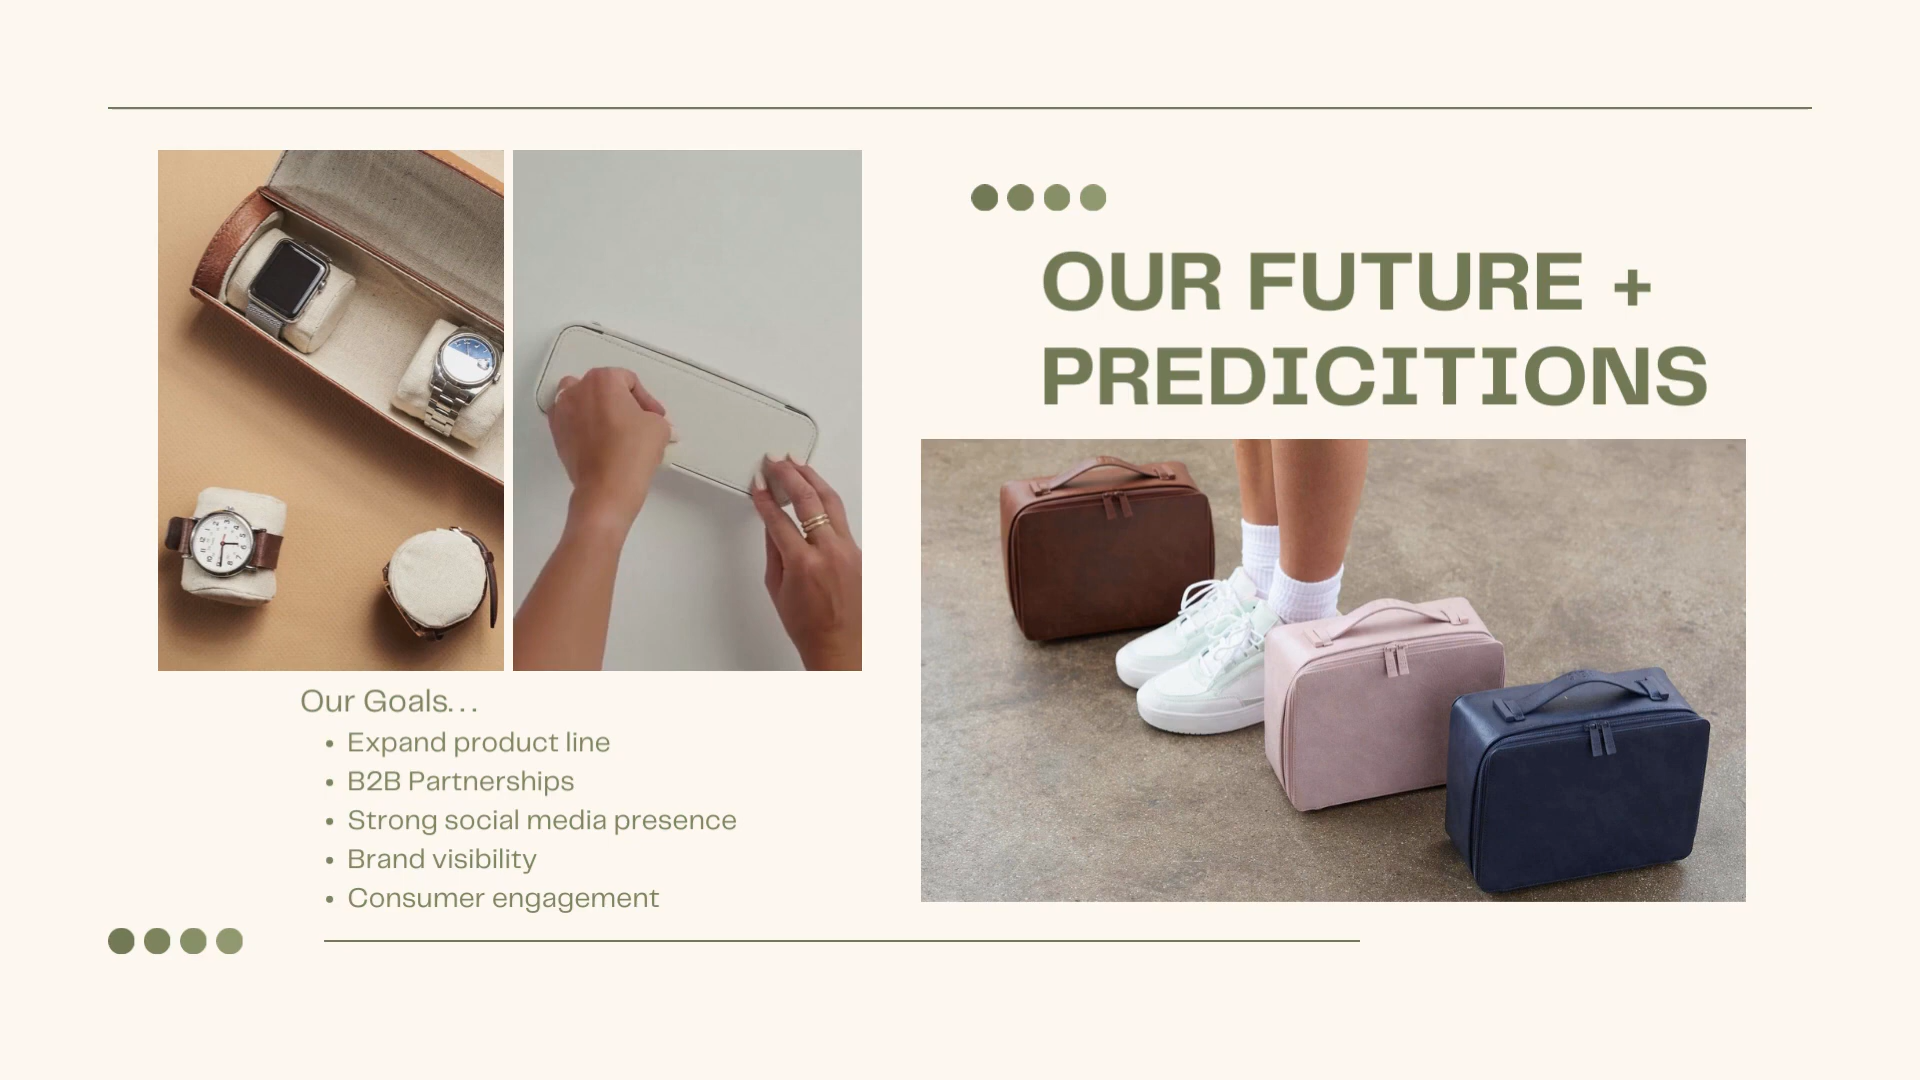 OUR FUTURE +
PREDICITIONS
Our Goals...
• Expand product line
• B2B Partnerships
• Strong social media presence
• Brand visibility
• Consumer engagement